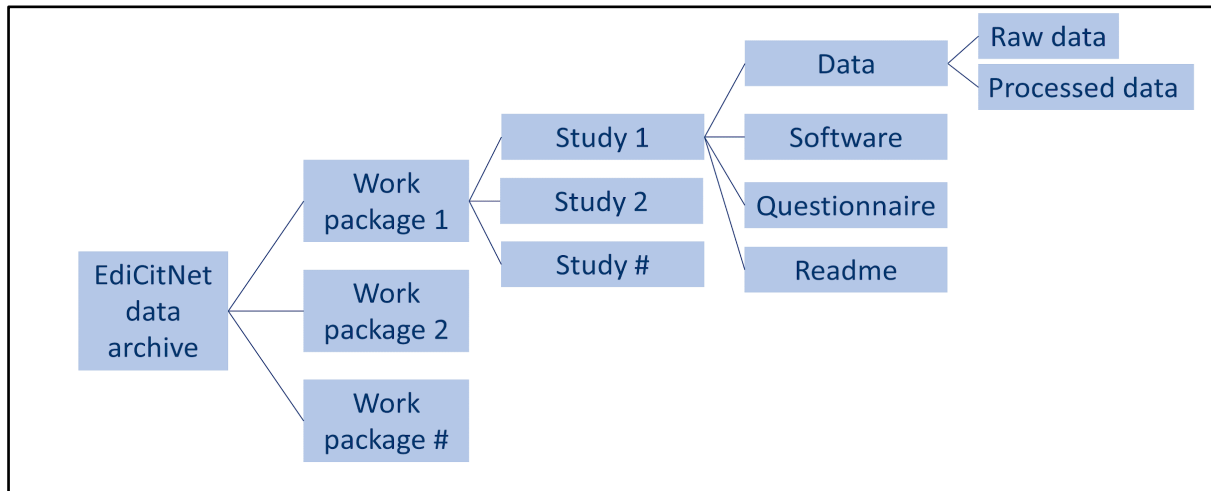 EdiCitNet
data
archive
Work
package 1
Work
package 2
Work
package #
Study 1
Study 2
Study #
Data
Software
Questionnaire
Readme
Raw data
Processed data